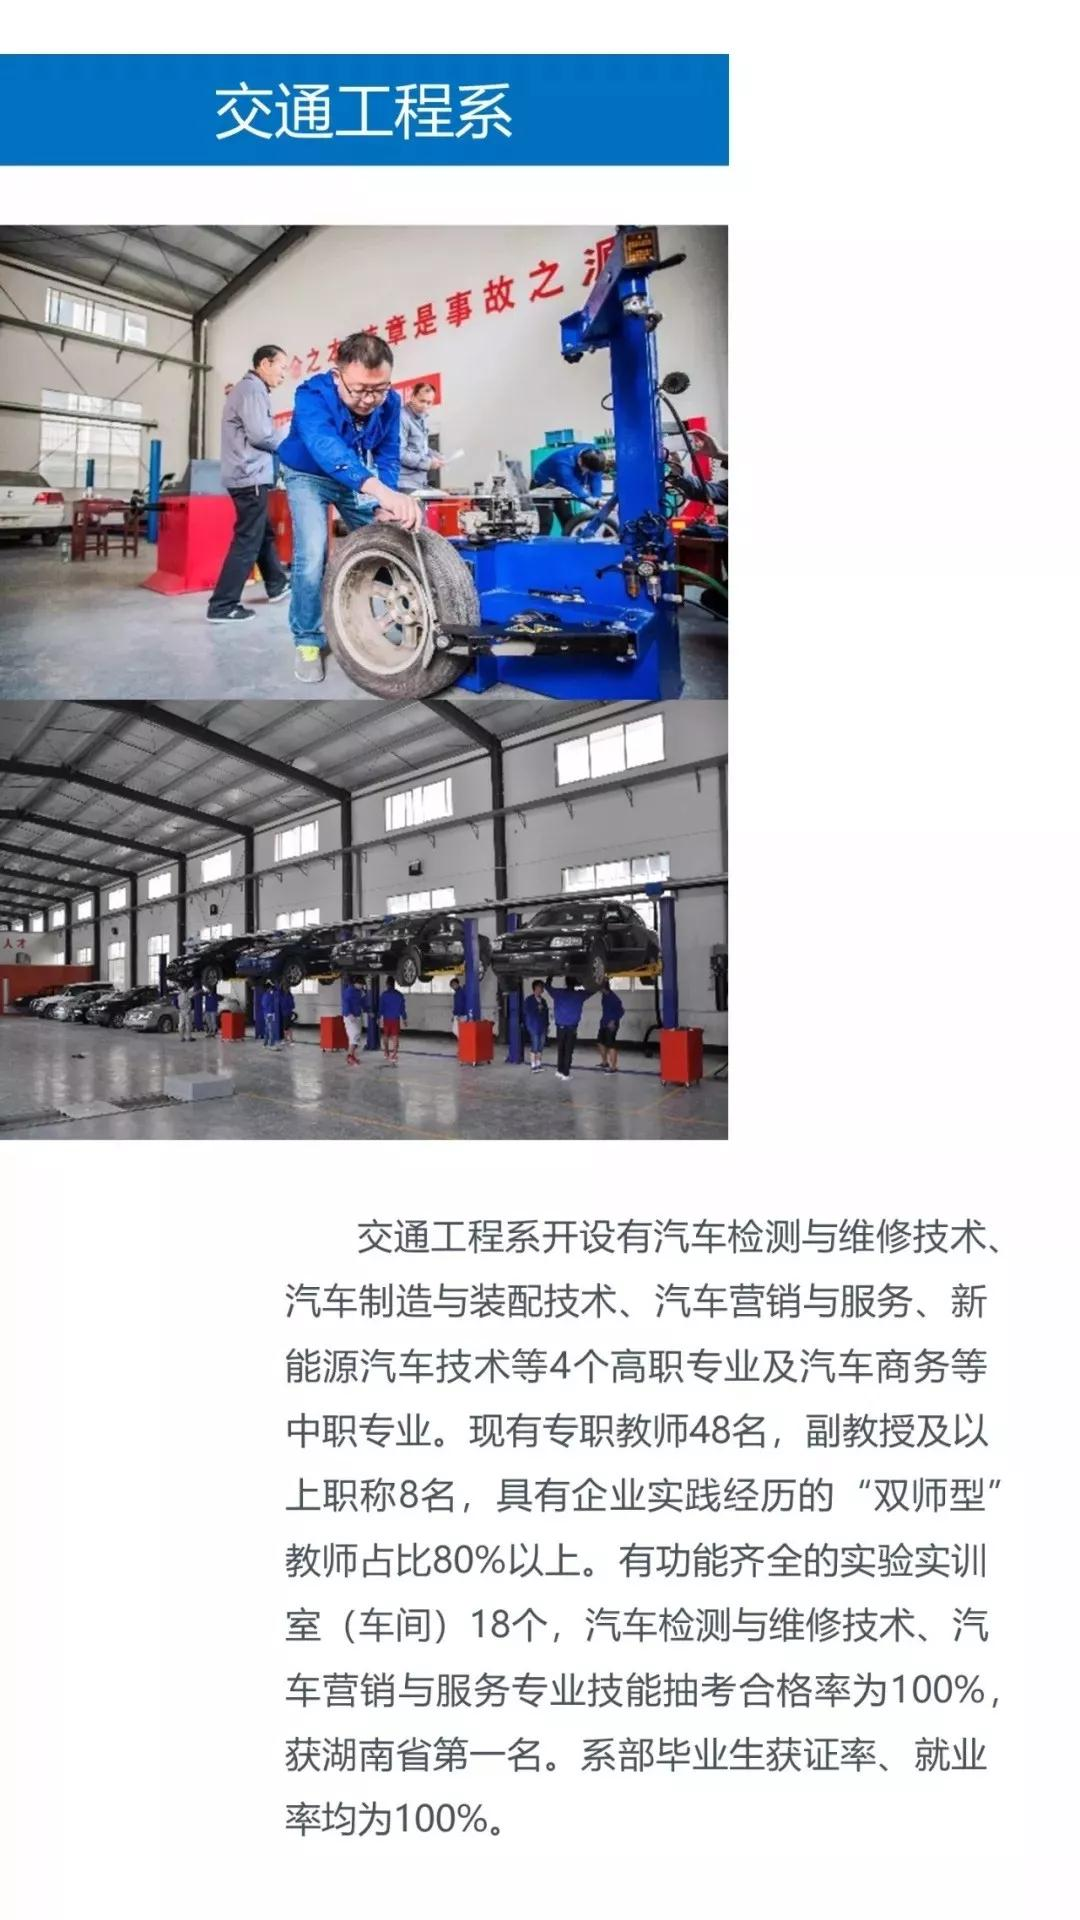 交通工程系
之本 违章是事故之源
人才
交通工程系开设有汽车检测与维修技术、
汽车制造与装配技术、汽车营销与服务、新
能源汽车技术等4个高职专业及汽车商务等
中职专业。现有专职教师48名，副教授及以
上职称8名，具有企业实践经历的“双师型”
教师占比80%以上。有功能齐全的实验实训
室（车间）18个，汽车检测与维修技术、汽
车营销与服务专业技能抽考合格率为100%，
获湖南省第一名。系部毕业生获证率、就业
率均为100%。